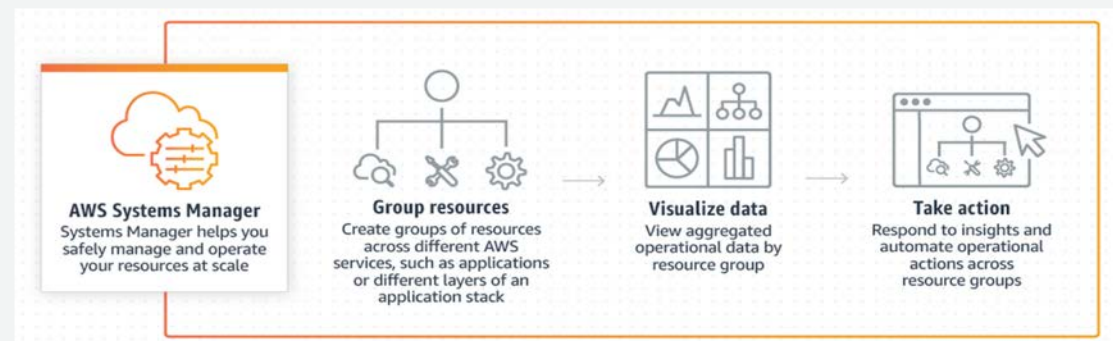 AWS Systems Manager
Systems Manager helps you
safely manage and operate
your resources at scale
Group resources
Create groups of resources
across different AWS
services, such as applications
or different layers of an
application stack
Visualize data
View aggregated
operational data by
resource group
Take action
Respond to insights and
automate operational
actions across
resource groups